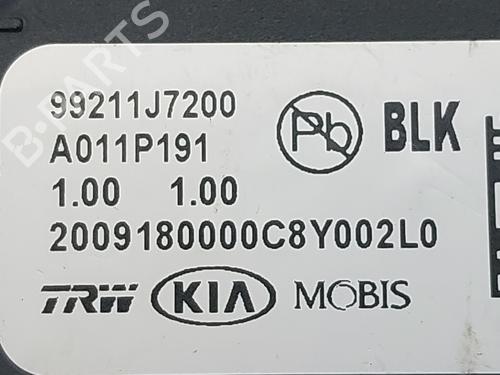 99211J7200
A011P191
Pb BLK
1.00 1.00
2009180000C8Y002L0
TRW KIA MOBIS
B-PARTS